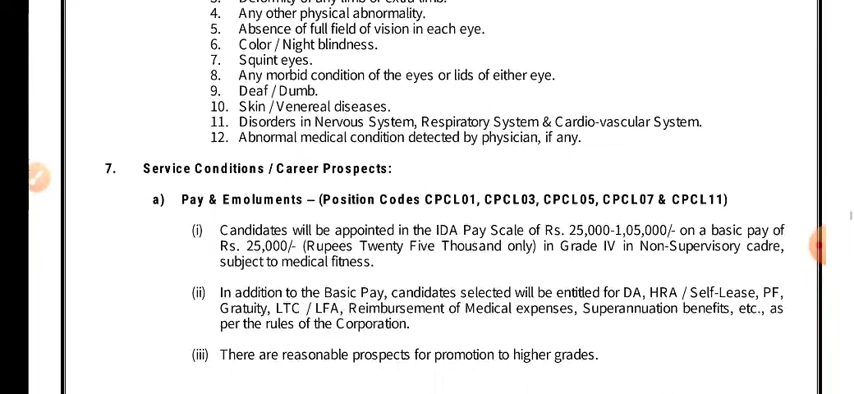 4. Any other physical abnormality.
5. Absence of full field of vision in each eye.
6. Color / Night blindness.
7. Squint eyes.
8. Any morbid condition of the eyes or lids of either eye.
9. Deaf / Dumb.
10. Skin / Venereal diseases.
11. Disorders in Nervous System, Respiratory System & Cardio-vascular System.
12. Abnormal medical condition detected by physician, if any.
7. Service Conditions / Career Prospects:
a) Pay & Emoluments – (Position Codes CPCL01, CPCL03, CPCL05, CPCL07 & CPCL11)
(i) Candidates will be appointed in the IDA Pay Scale of Rs. 25,000-1,05,000/- on a basic pay of
Rs. 25,000/- (Rupees Twenty Five Thousand only) in Grade IV in Non-Supervisory cadre,
subject to medical fitness.
(ii) In addition to the Basic Pay, candidates selected will be entitled for DA, HRA / Self-Lease, PF,
Gratuity, LTC / LFA, Reimbursement of Medical expenses, Superannuation benefits, etc., as
per the rules of the Corporation.
(iii) There are reasonable prospects for promotion to higher grades.